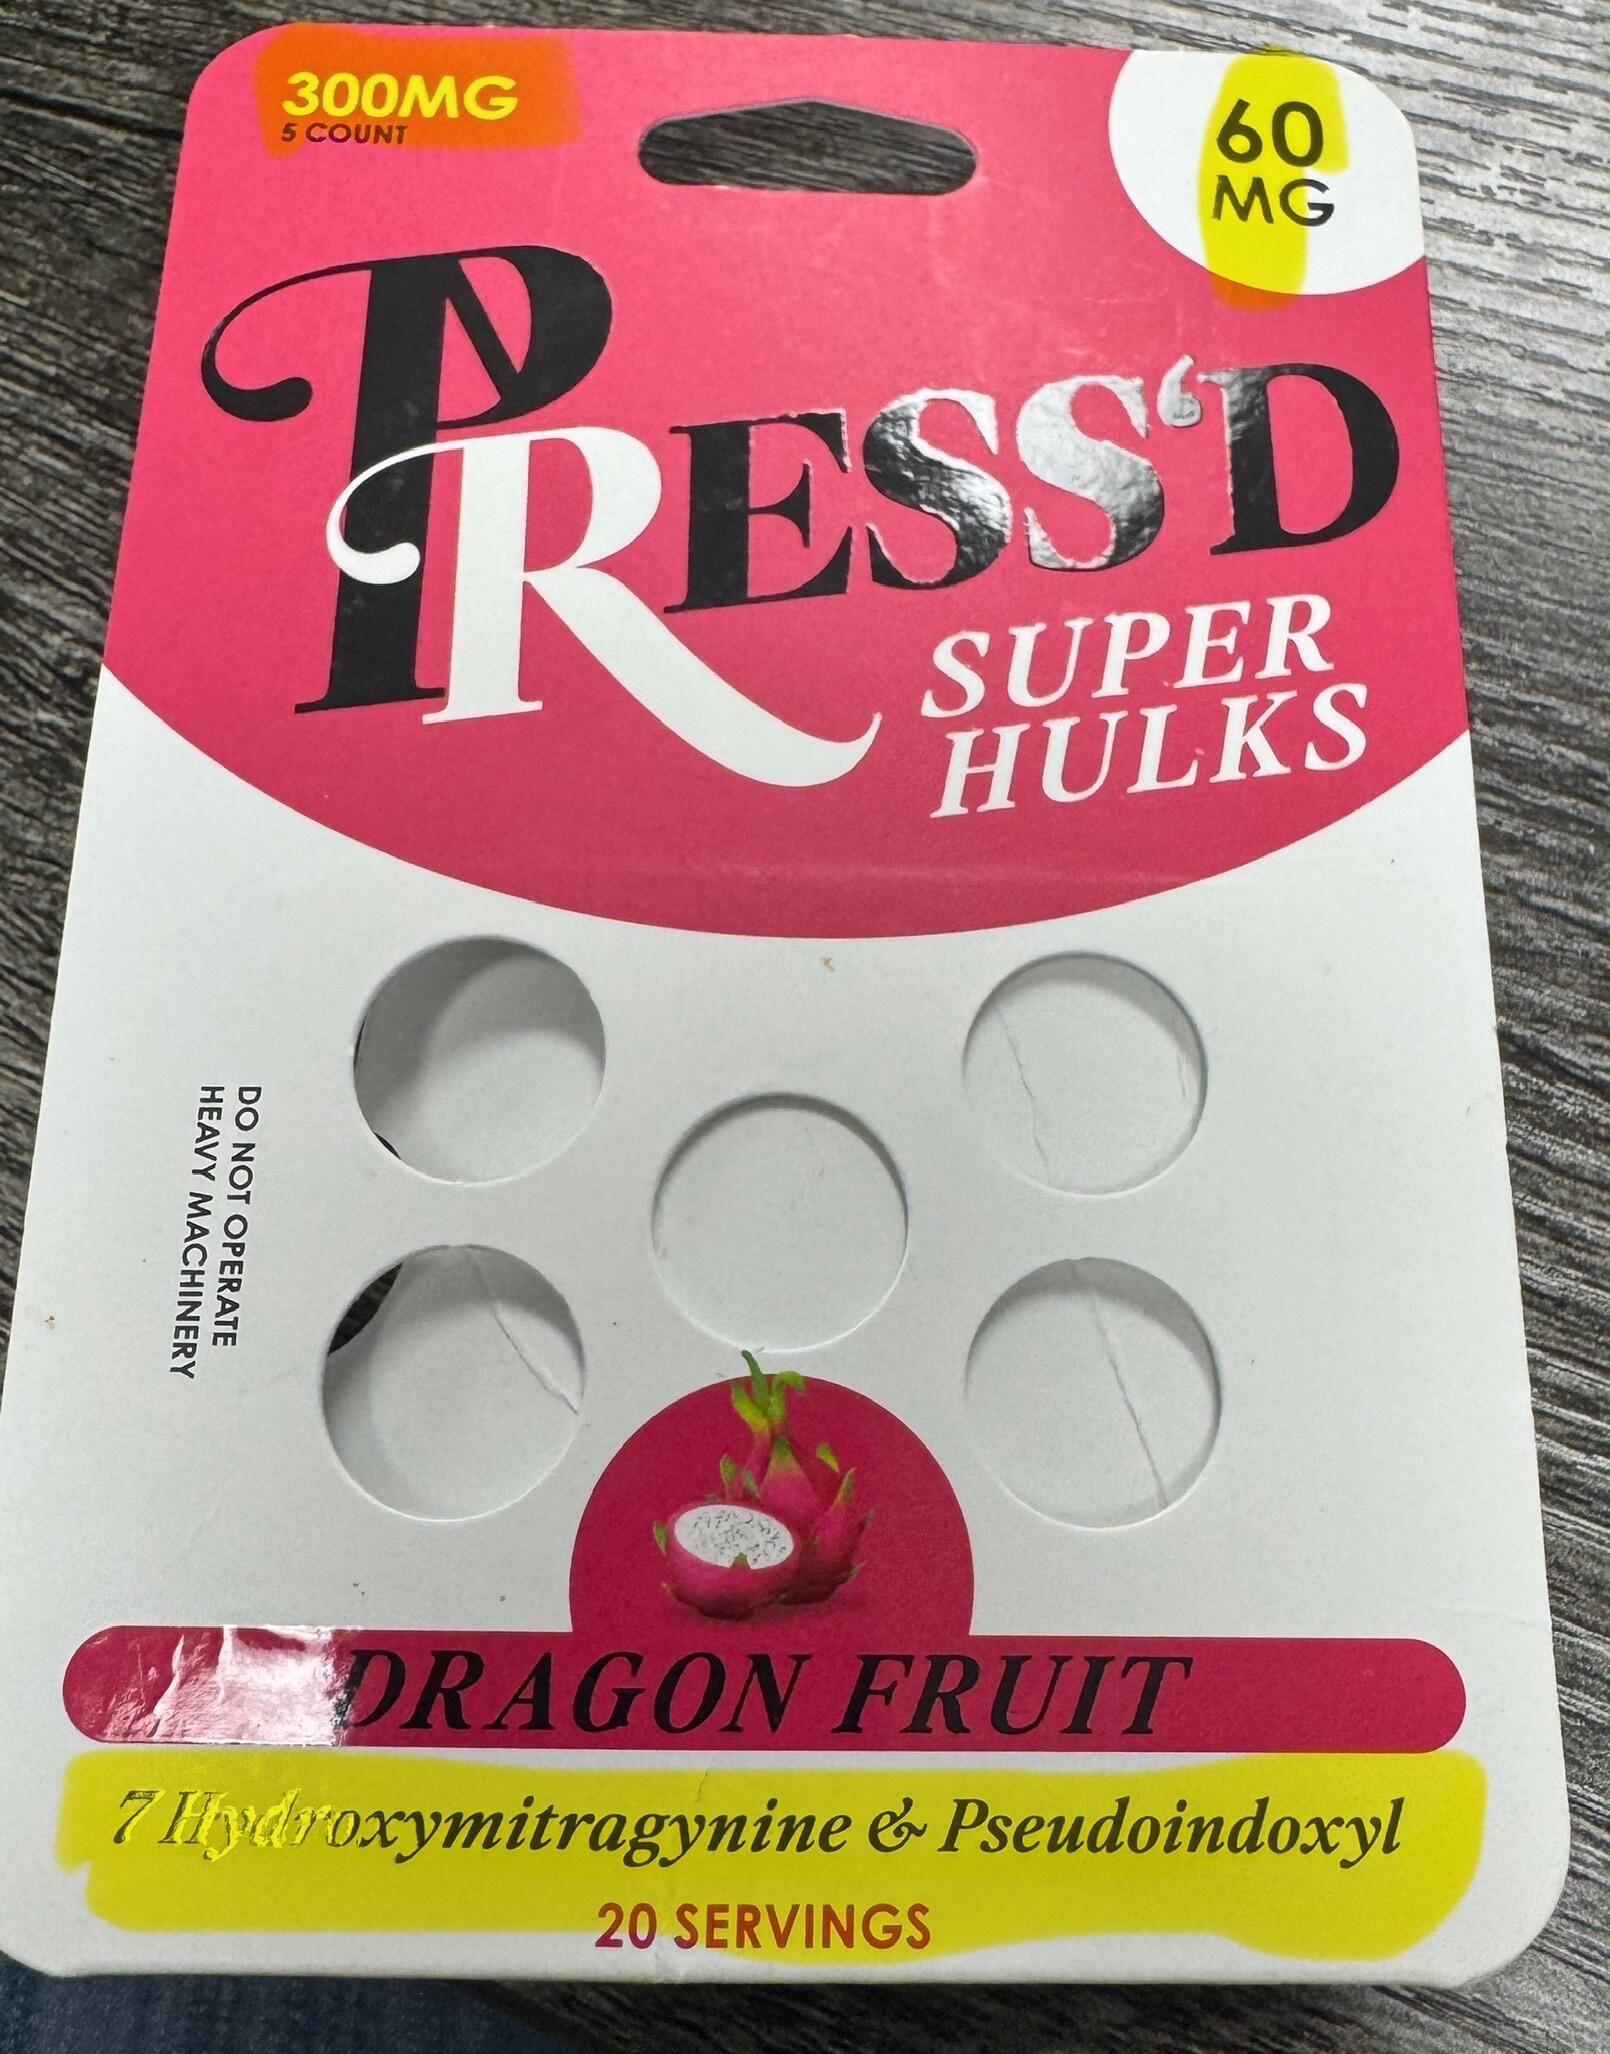 300MG
5 COUNT
60
MG
PRESS'D
SUPER
HULKS
DO NOT OPERATE
HEAVY MACHINERY
DRAGON FRUIT
7 Hydroxymitragynine & Pseudoindoxyl
20 SERVINGS